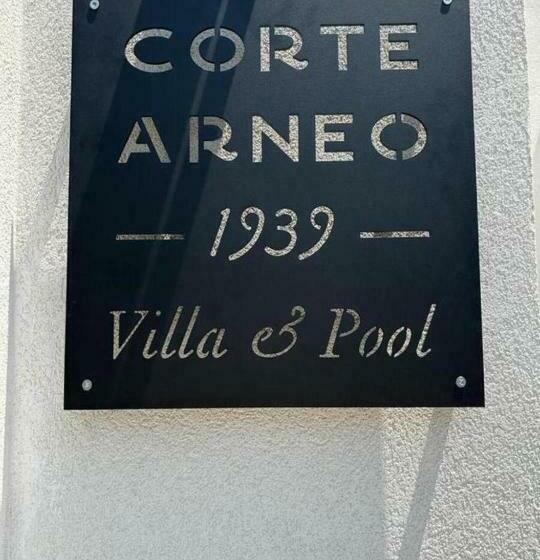 CORTE
ARNEO
— 1939 —
Villa & Pool